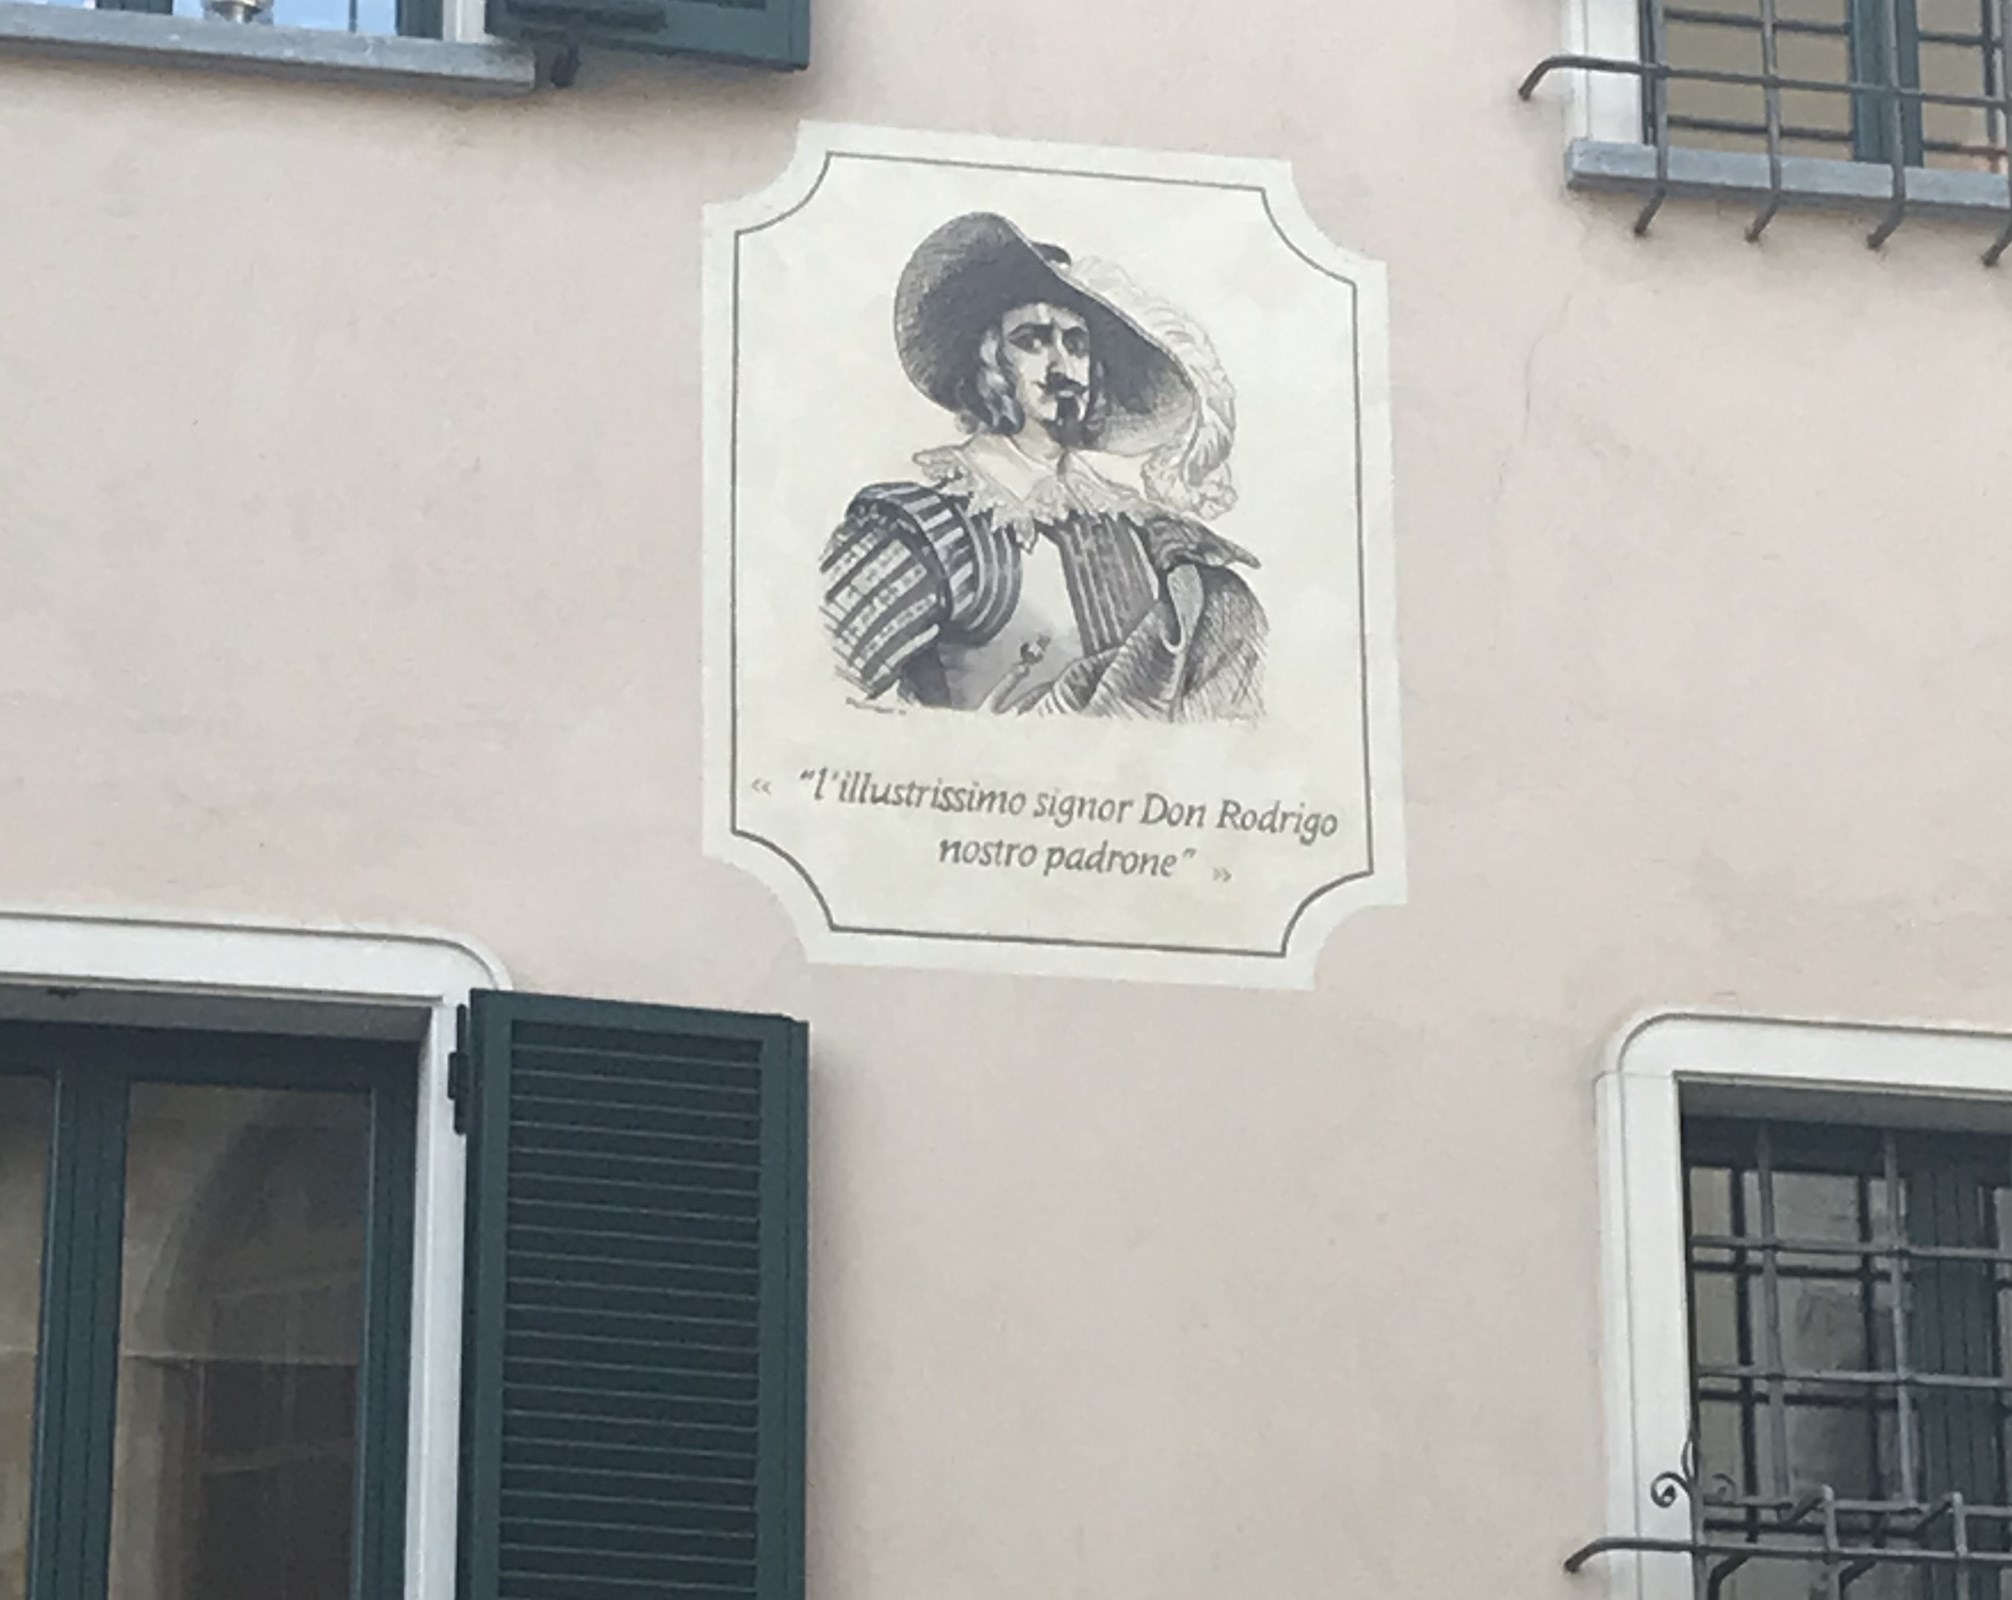 « "l'illustrissimo signor Don Rodrigo
nostro padrone" »